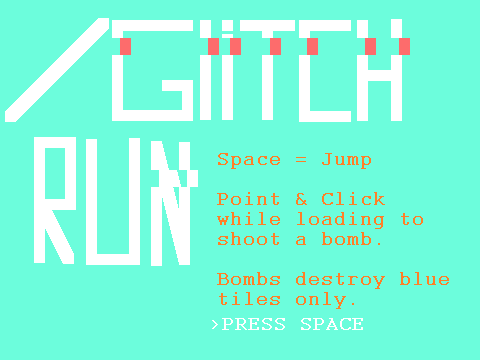 /GlitCH
RUN
Space = Jump
Point & Click
while loading to
shoot a bomb.
Bombs destroy blue
tiles only.
>PRESS SPACE